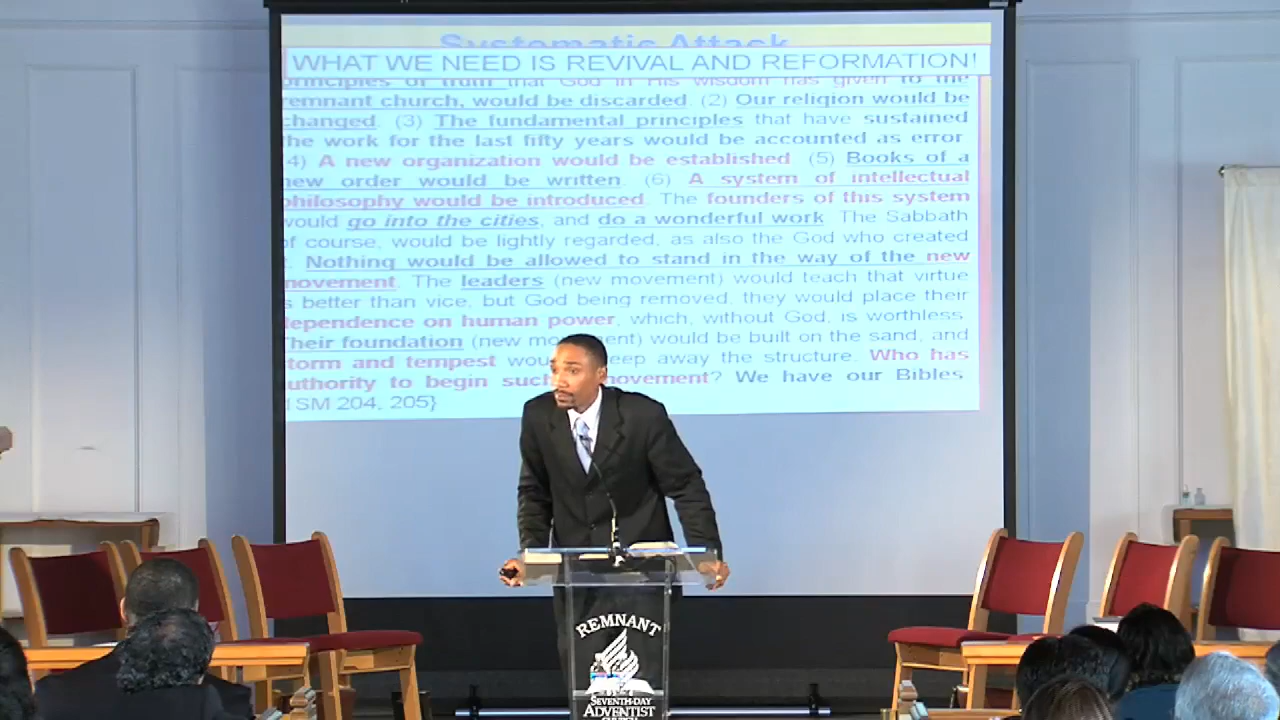 Systematic Attack
WHAT WE NEED IS REVIVAL AND REFORMATION!
principles of truth that God in His wisdom has given to the
remnant church, would be discarded. (2) Our religion would be
changed. (3) The fundamental principles that have sustained
the work for the last fifty years would be accounted as error.
4) A new organization would be established. (5) Books of a
new order would be written. (6) A system of intellectual
philosophy would be introduced. The founders of this system
would go into the cities, and do a wonderful work. The Sabbath
of course, would be lightly regarded, as also the God who created
Nothing would be allowed to stand in the way of the new
movement. The leaders (new movement) would teach that virtue
is better than vice, but God being removed, they would place their
dependence on human power, which, without God, is worthless.
Their foundation (new movement) would be built on the sand, and
storm and tempest would sweep away the structure. Who has
authority to begin such movement? We have our Bibles.
1SM 204, 205}
REMNANT
SEVENTH-DAY
ADVENTIST
CHURCH